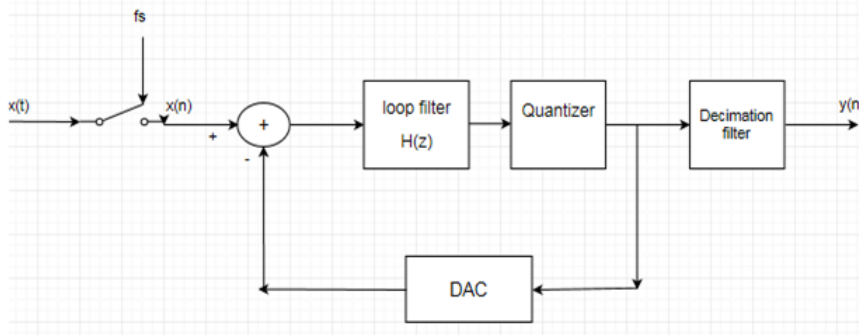 fs
x(t)
x(n)
+
+
-
loop filter
H(z)
Quantizer
Decimation
filter
y(n
DAC